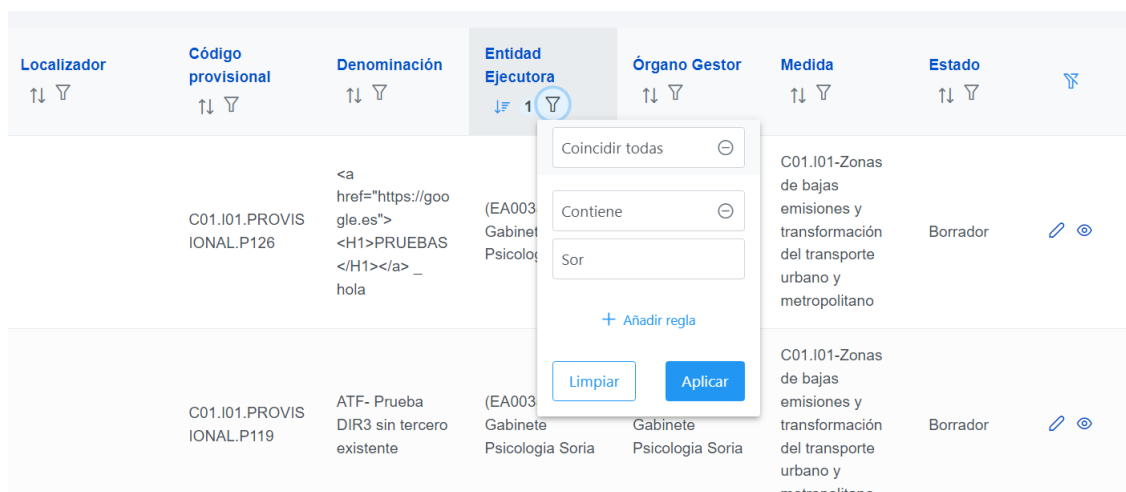 Localizador
Código
provisional
Denominación
Entidad
Ejecutora
1
Órgano Gestor
Medida
Estado
C01.I01.PROVIS
IONAL.P126
<a
href="https://goo
gle.es">
<H1>PRUEBAS
</H1></a> _
hola
(EA003
Gabinet
Psicolog
Coincidir todas
Contiene
Sor
Añadir regla
Limpiar
Aplicar
C01.I01-Zonas
de bajas
emisiones y
transformación
del transporte
urbano y
metropolitano
Borrador
C01.I01.PROVIS
IONAL.P119
ATF- Prueba
DIR3 sin tercero
existente
(EA003
Gabinete
Psicologia Soria
Gabinete
Psicologia Soria
C01.I01-Zonas
de bajas
emisiones y
transformación
del transporte
urbano y
metropolitano
Borrador